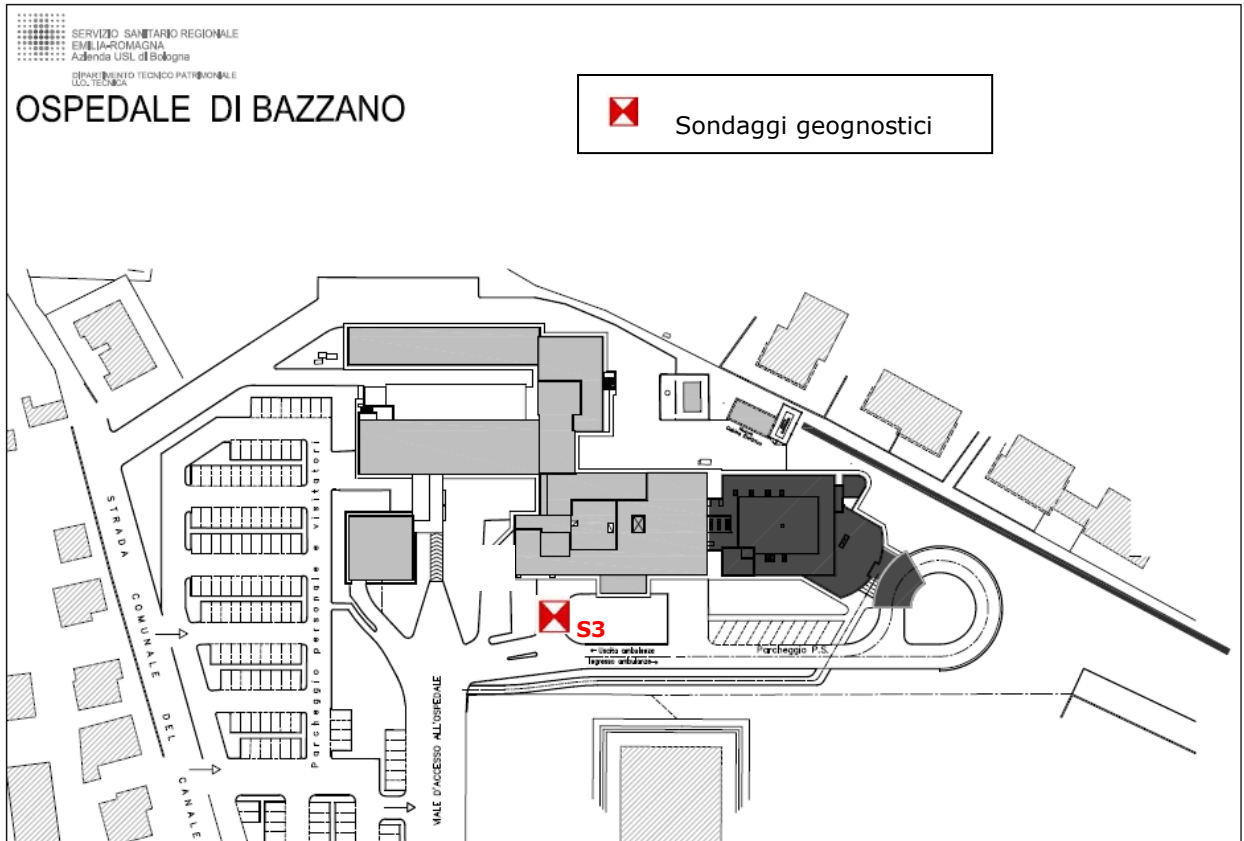 SERVIZIO SANITARIO REGIONALE
EMILIA-ROMAGNA
Azienda USL di Bologna
DIPARTIMENTO TECNICO PATRIMONIALE
U.O. TECNICA
OSPEDALE DI BAZZANO
Sondaggi geognostici
Parcheggio personale e visitatori
STRADA COMUNALE DEL CANALE
S3
←Uscita ambulanze
Ingresso ambulanze→
Parcheggio P.S.
VIALE D'ACCESSO ALL'OSPEDALE